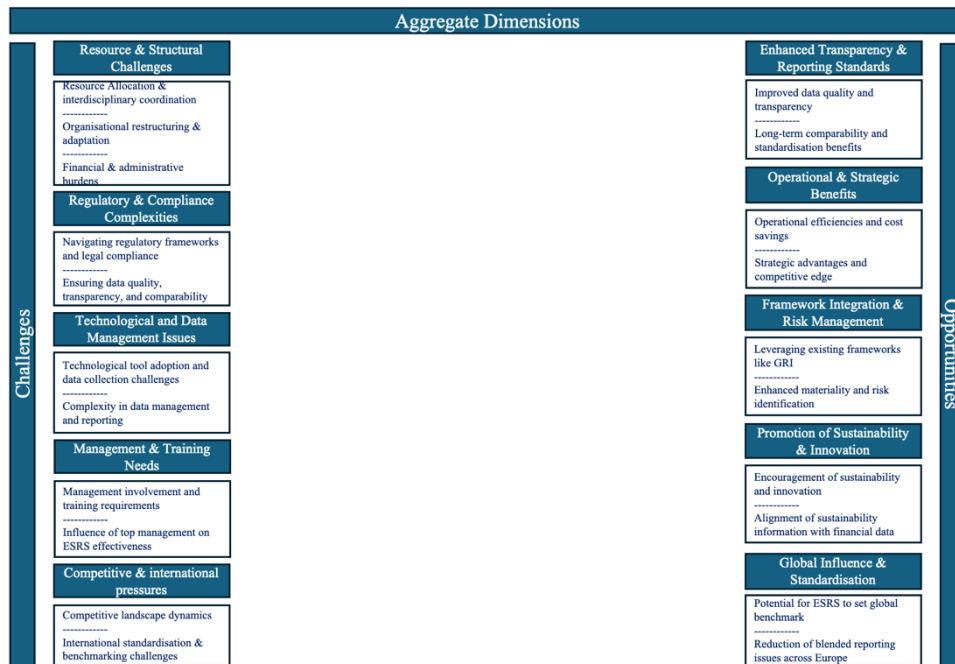 Aggregate Dimensions
Challenges
Resource & Structural
Challenges
Resource Allocation &
interdisciplinary coordination
------------
Organisational restructuring &
adaptation
------------
Financial & administrative
burdens
Regulatory & Compliance
Complexities
Navigating regulatory frameworks
and legal compliance
------------
Ensuring data quality,
transparency, and comparability
Technological and Data
Management Issues
Technological tool adoption and
data collection challenges
------------
Complexity in data management
and reporting
Management & Training
Needs
Management involvement and
training requirements
------------
Influence of top management on
ESRS effectiveness
Competitive & international
pressures
Competitive landscape dynamics
------------
International standardisation &
benchmarking challenges
Enhanced Transparency &
Reporting Standards
Improved data quality and
transparency
------------
Long-term comparability and
standardisation benefits
Operational & Strategic
Benefits
Operational efficiencies and cost
savings
------------
Strategic advantages and
competitive edge
Framework Integration &
Risk Management
Leveraging existing frameworks
like GRI
------------
Enhanced materiality and risk
identification
Promotion of Sustainability
& Innovation
Encouragement of sustainability
and innovation
------------
Alignment of sustainability
information with financial data
Global Influence &
Standardisation
Potential for ESRS to set global
benchmark
------------
Reduction of blended reporting
issues across Europe
Opportunities